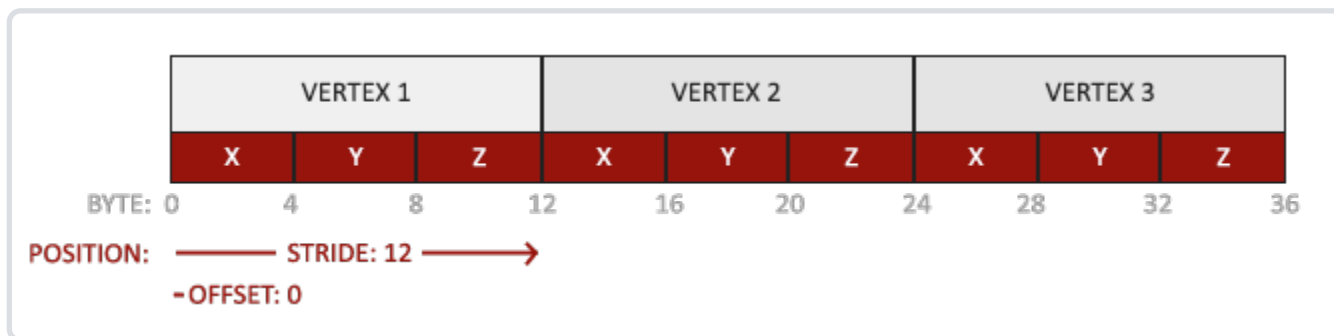 VERTEX 1 VERTEX 2 VERTEX 3
X Y Z X Y Z X Y Z
BYTE: 0 4 8 12 16 20 24 28 32 36
POSITION: STRIDE: 12
OFFSET: 0